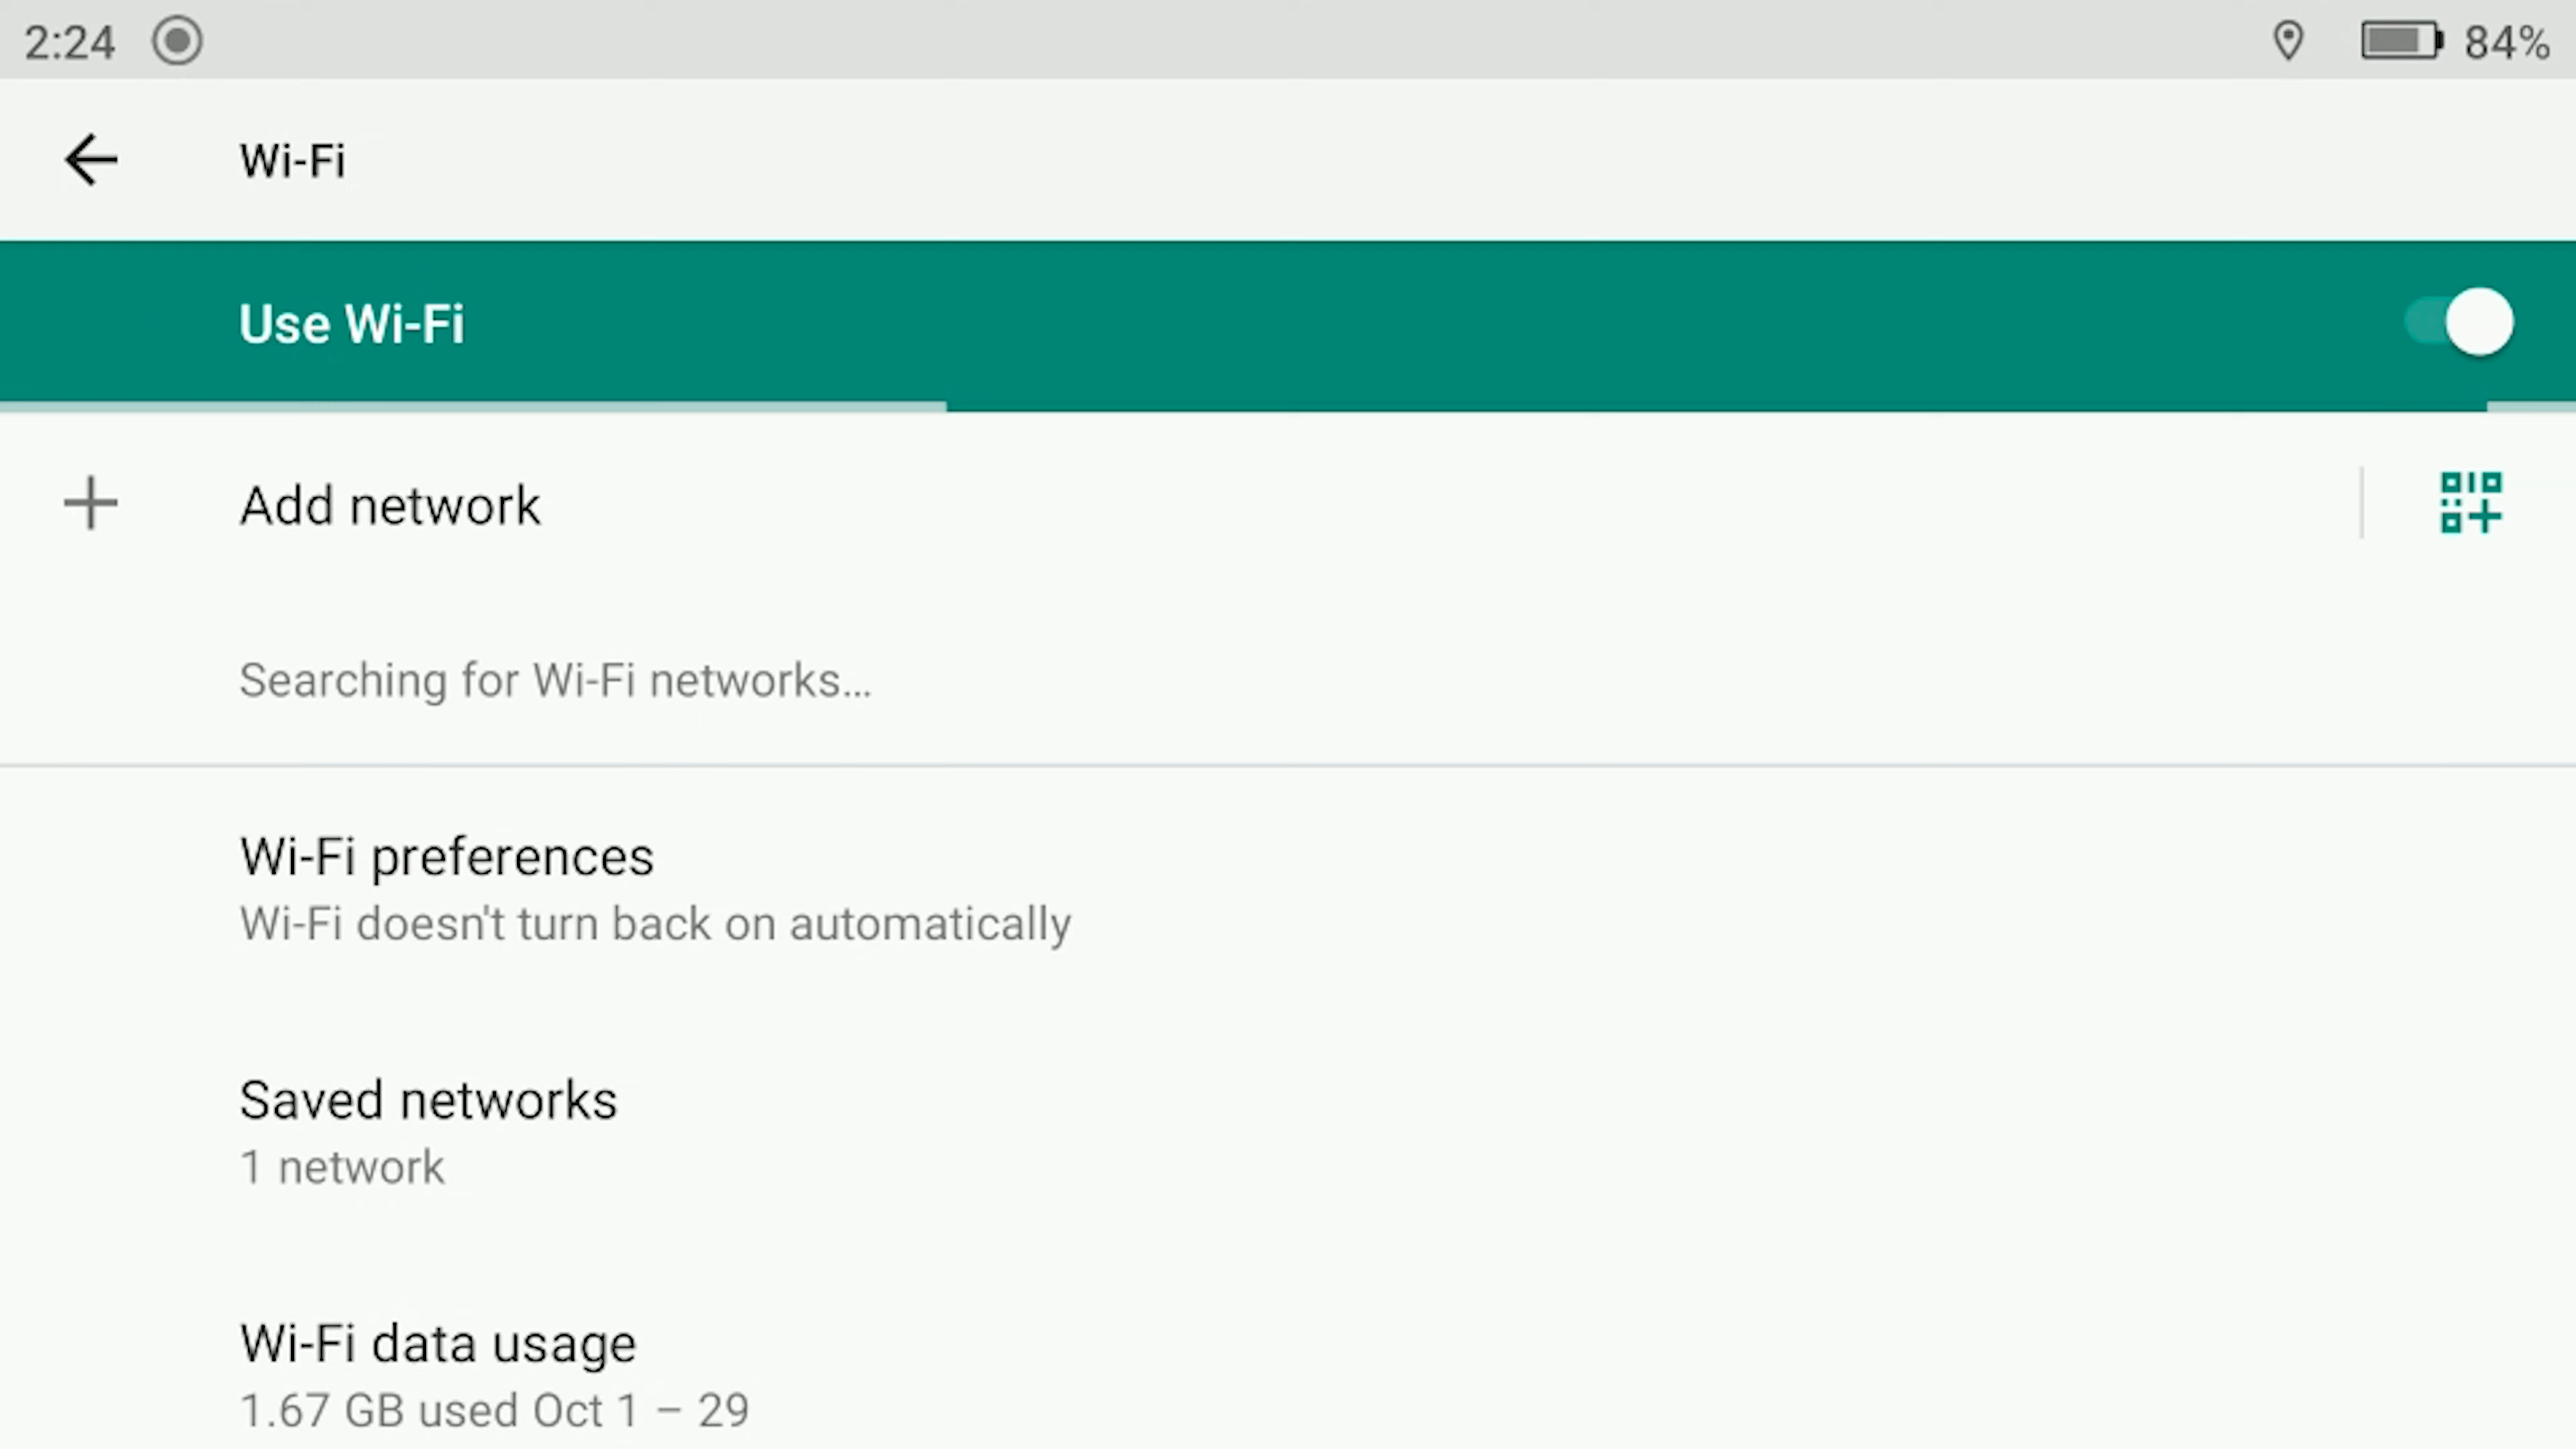 2:24
84%
Wi-Fi
Use Wi-Fi
Add network
Searching for Wi-Fi networks…
Wi-Fi preferences
Wi-Fi doesn't turn back on automatically
Saved networks
1 network
Wi-Fi data usage
1.67 GB used Oct 1 – 29